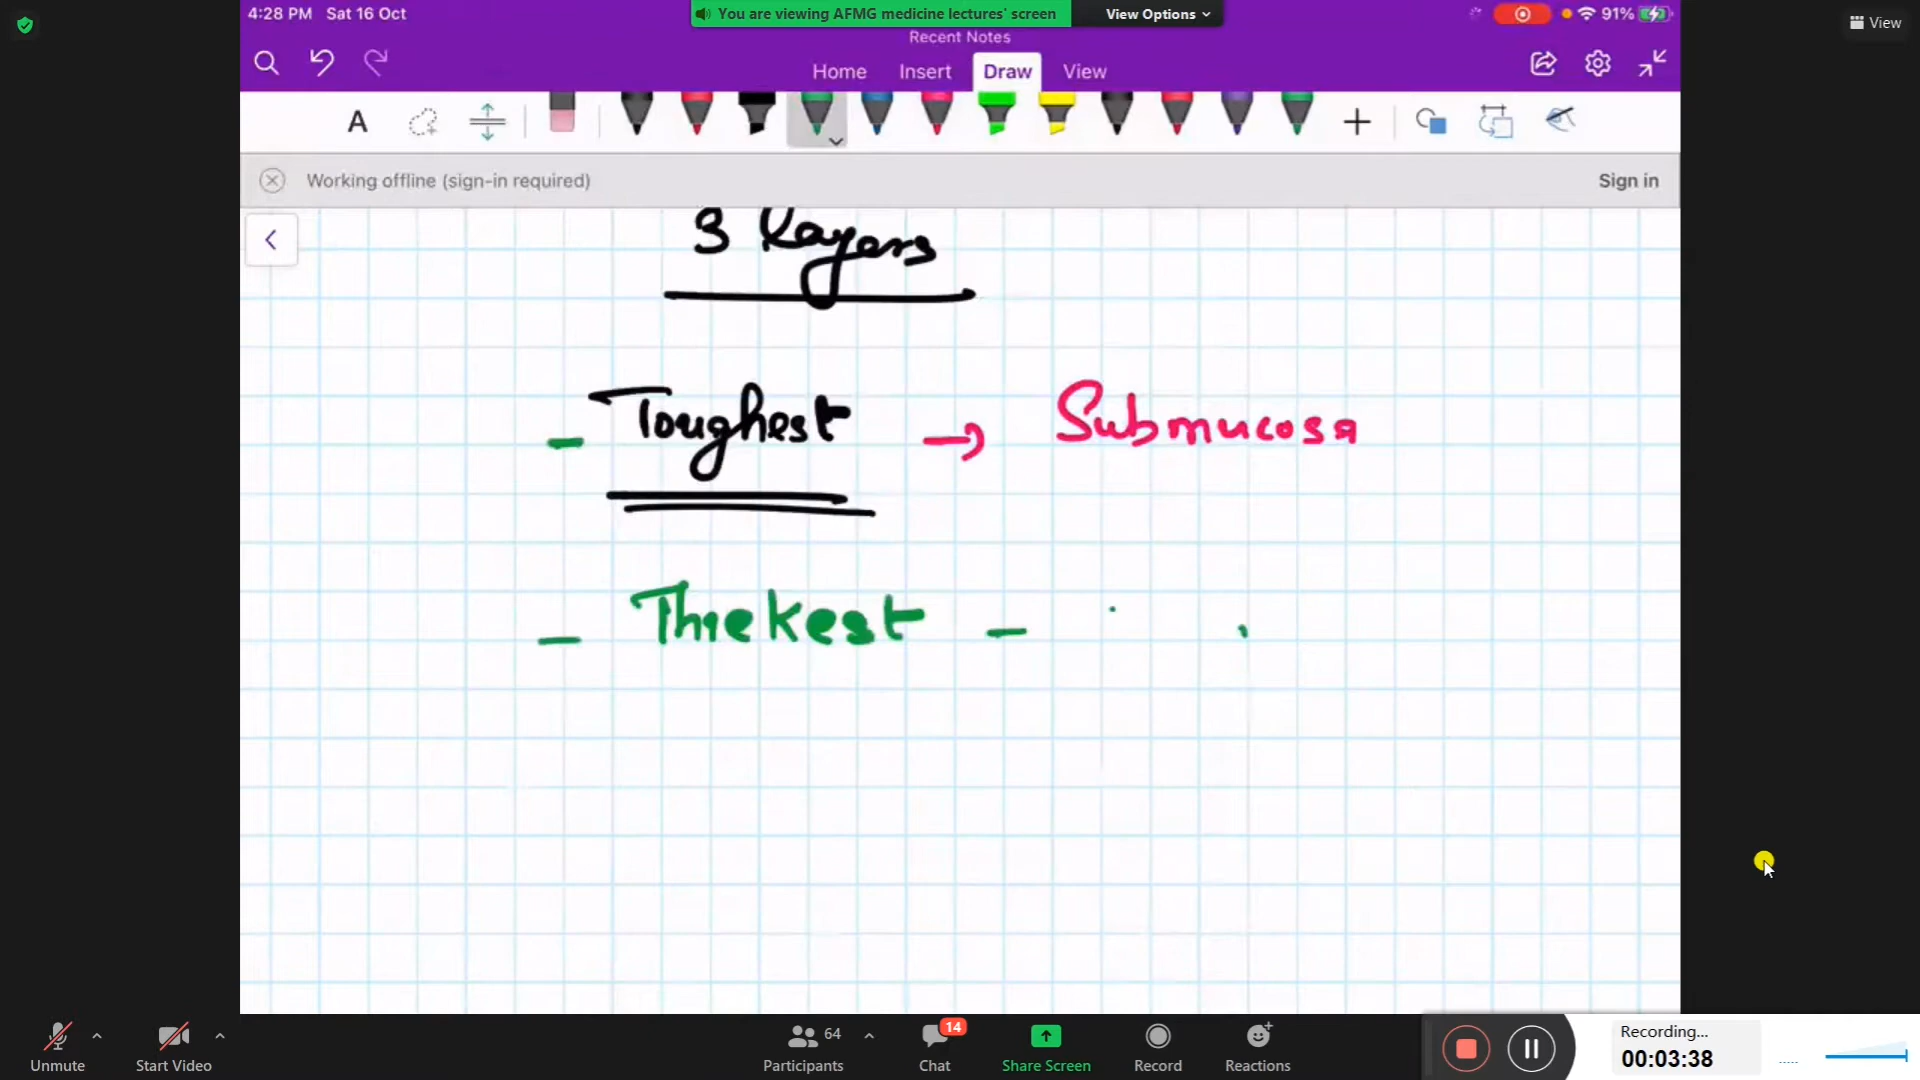 4:28 PM Sat 16 Oct
You are viewing AFMG medicine lectures' screen View Options
91%
View
Recent Notes
Home Insert Draw View
A
Working offline (sign-in required) Sign in
3 layers
- Toughest → Submucosa
- Thickest -
Unmute
Start Video
Participants 64
Chat 14
Share Screen
Record
Reactions
Recording...
00:03:38